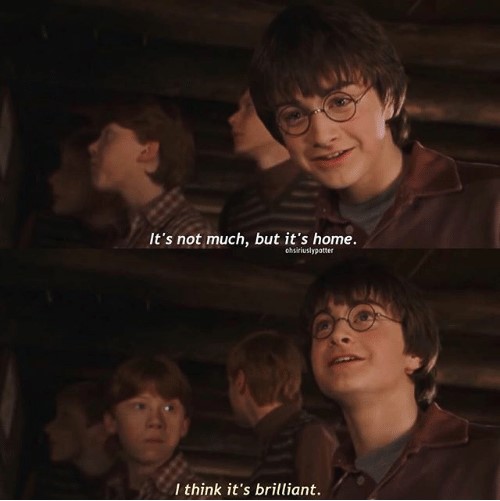 It's not much, but it's home.
ohsiriuslypotter
I think it's brilliant.